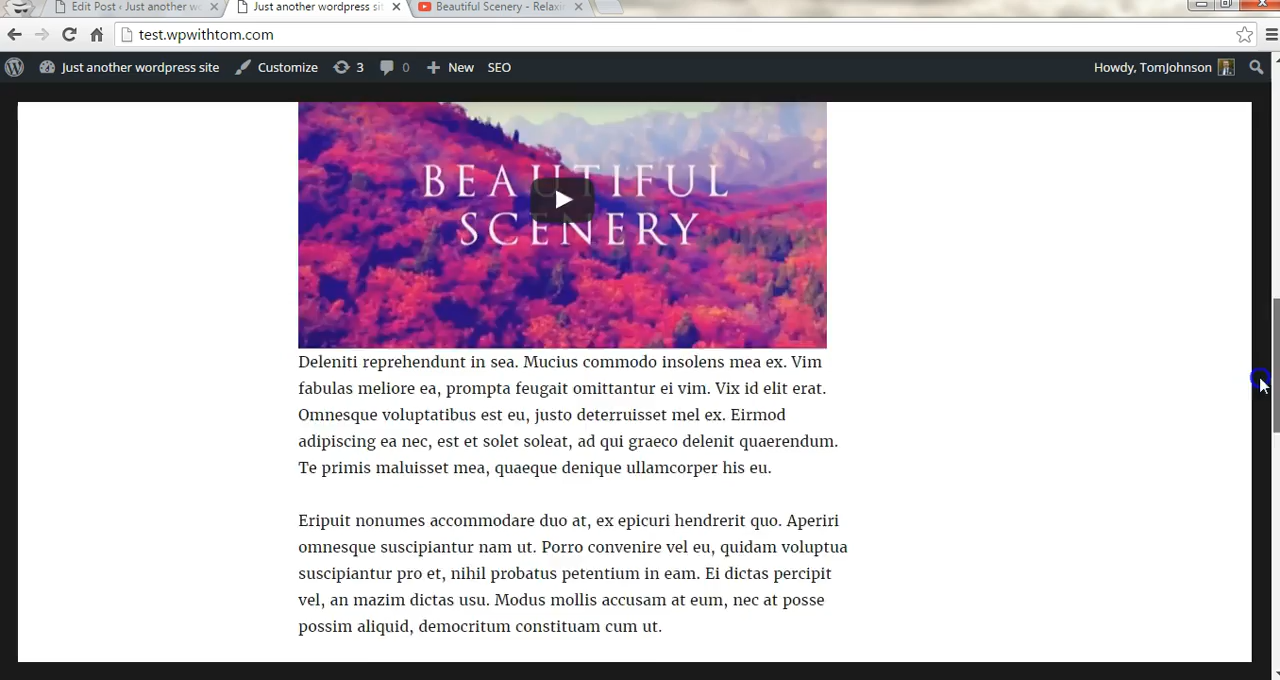 Edit Post ‹ Just another wo
Just another wordpress sit
Beautiful Scenery - Relaxi
test.wpwithtom.com
Just another wordpress site
Customize
3
0
New
SEO
Howdy, TomJohnson
BEAUTIFUL
SCENERY
Deleniti reprehendunt in sea. Mucius commodo insolens mea ex. Vim
fabulas meliore ea, prompta feugait omittantur ei vim. Vix id elit erat.
Omnesque voluptatibus est eu, justo deterruisset mel ex. Eirmod
adipiscing ea nec, est et solet soleat, ad qui graeco delenit quaerendum.
Te primis maluisset mea, quaeque denique ullamcorper his eu.
Eripuit nonumes accommodare duo at, ex epicuri hendrerit quo. Aperiri
omnesque suscipiantur nam ut. Porro convenire vel eu, quidam voluptua
suscipiantur pro et, nihil probatus petentium in eam. Ei dictas percipit
vel, an mazim dictas usu. Modus mollis accusam at eum, nec at posse
possim aliquid, democritum constituam cum ut.